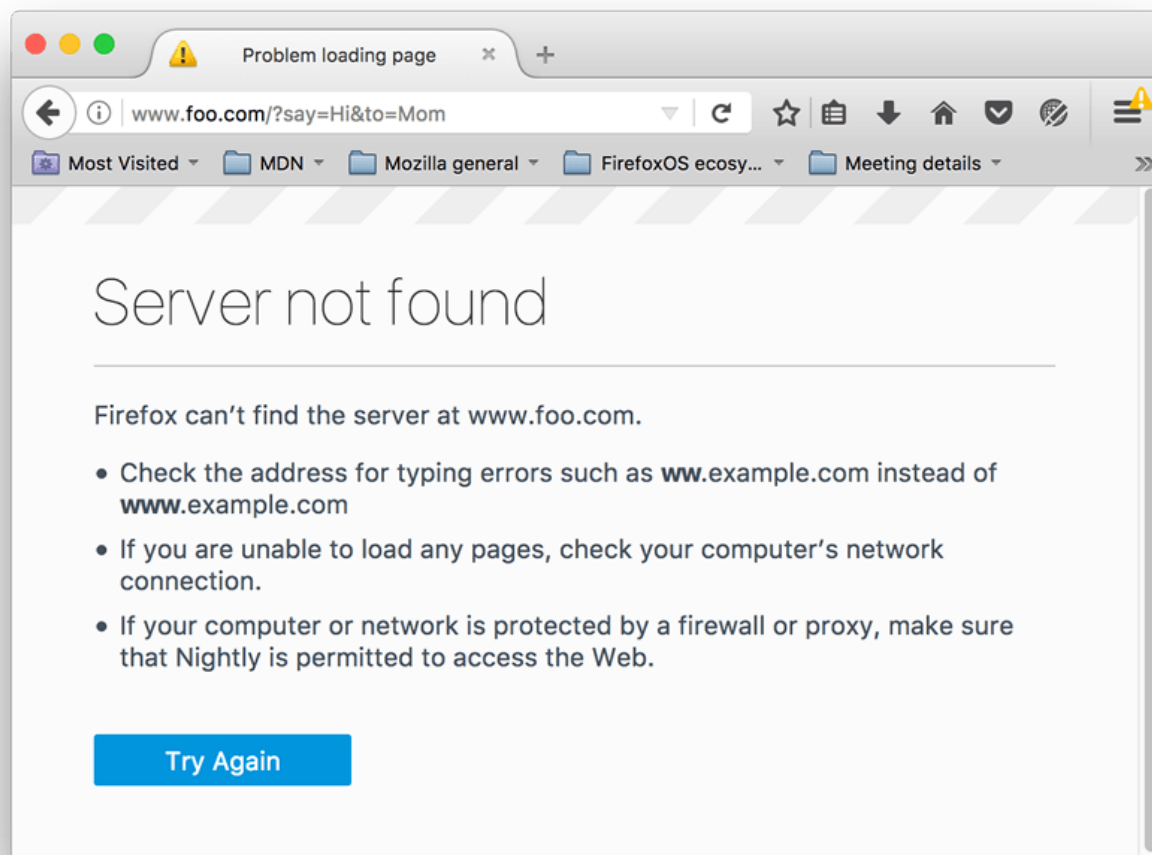 Problem loading page
www.foo.com/?say=Hi&to=Mom
Most Visited MDN Mozilla general FirefoxOS ecosy... Meeting details
Server not found
Firefox can’t find the server at www.foo.com.
• Check the address for typing errors such as ww.example.com instead of
www.example.com
• If you are unable to load any pages, check your computer’s network
connection.
• If your computer or network is protected by a firewall or proxy, make sure
that Nightly is permitted to access the Web.
Try Again